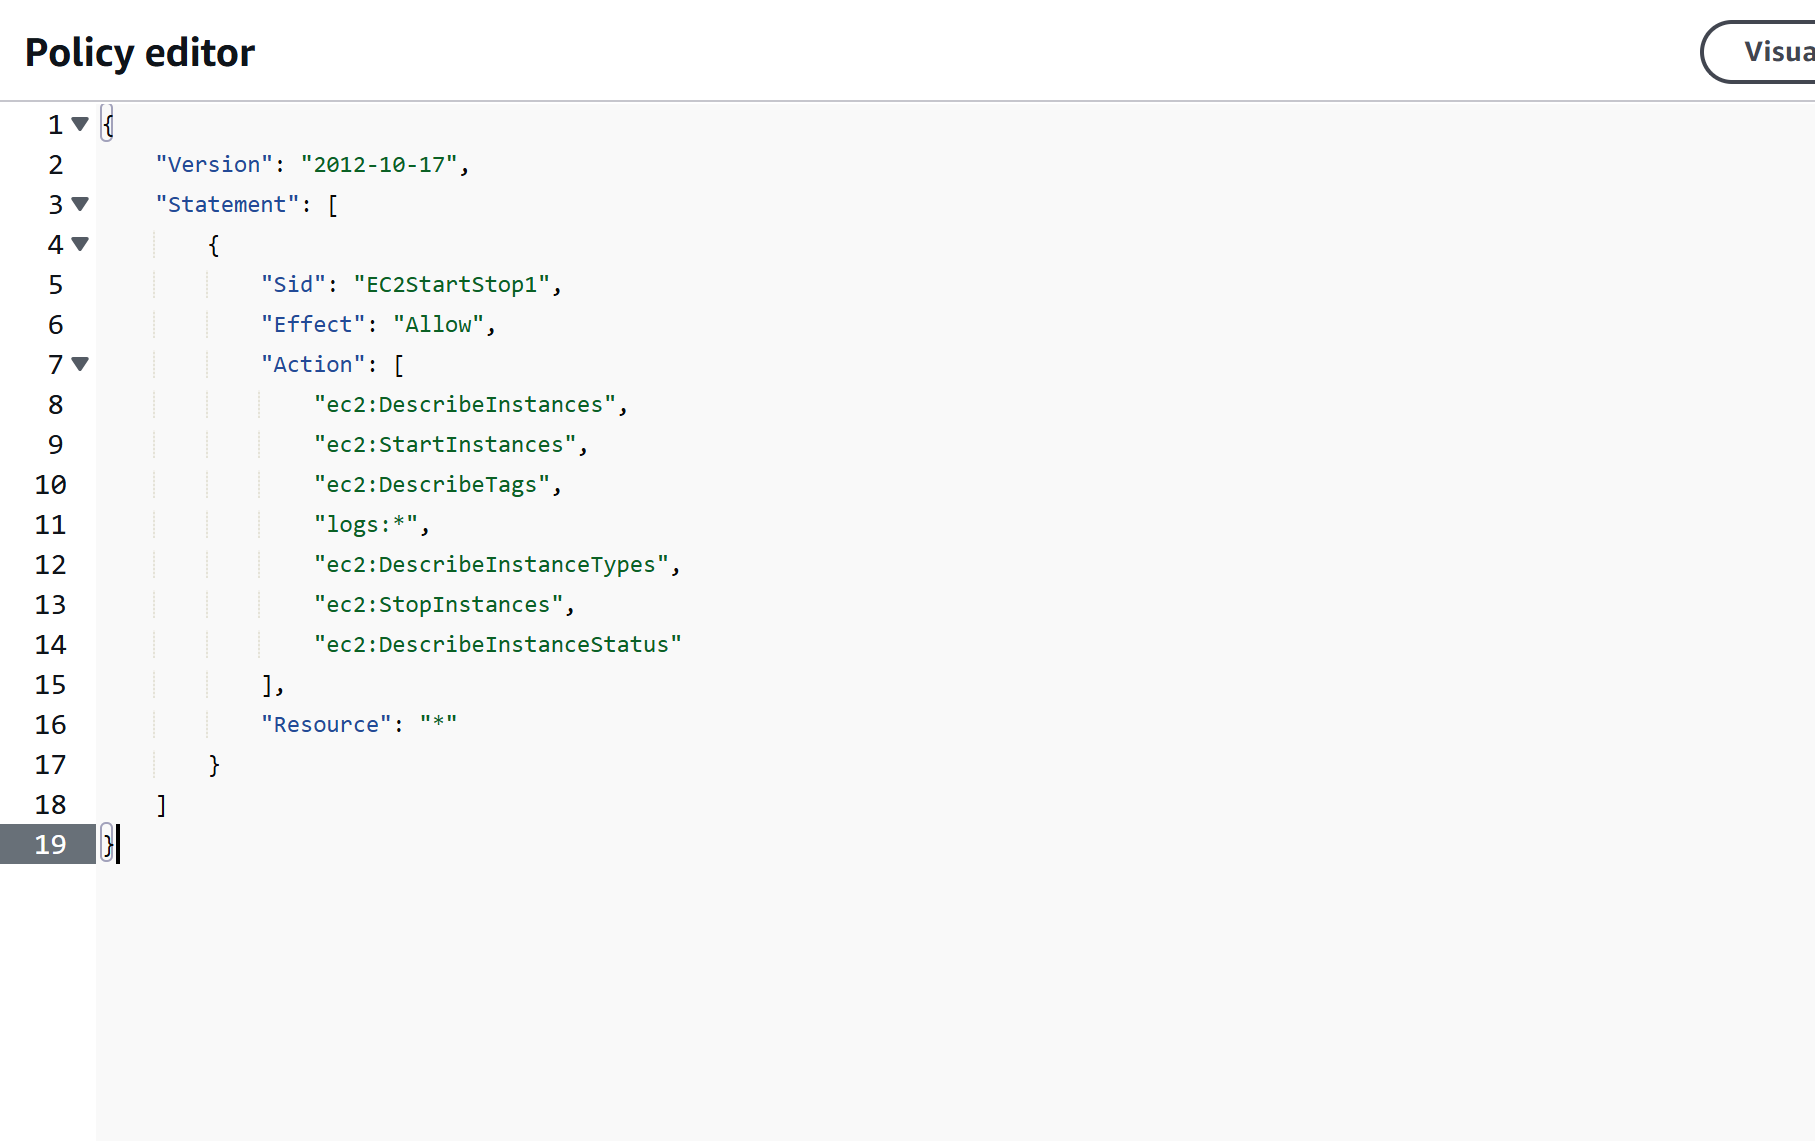 Policy editor
Visua
1 {
2 "Version": "2012-10-17",
3 "Statement": [
4 {
5 "Sid": "EC2StartStop1",
6 "Effect": "Allow",
7 "Action": [
8 "ec2:DescribeInstances",
9 "ec2:StartInstances",
10 "ec2:DescribeTags",
11 "logs:*",
12 "ec2:DescribeInstanceTypes",
13 "ec2:StopInstances",
14 "ec2:DescribeInstanceStatus"
15 ],
16 "Resource": "*"
17 }
18 ]
19 }